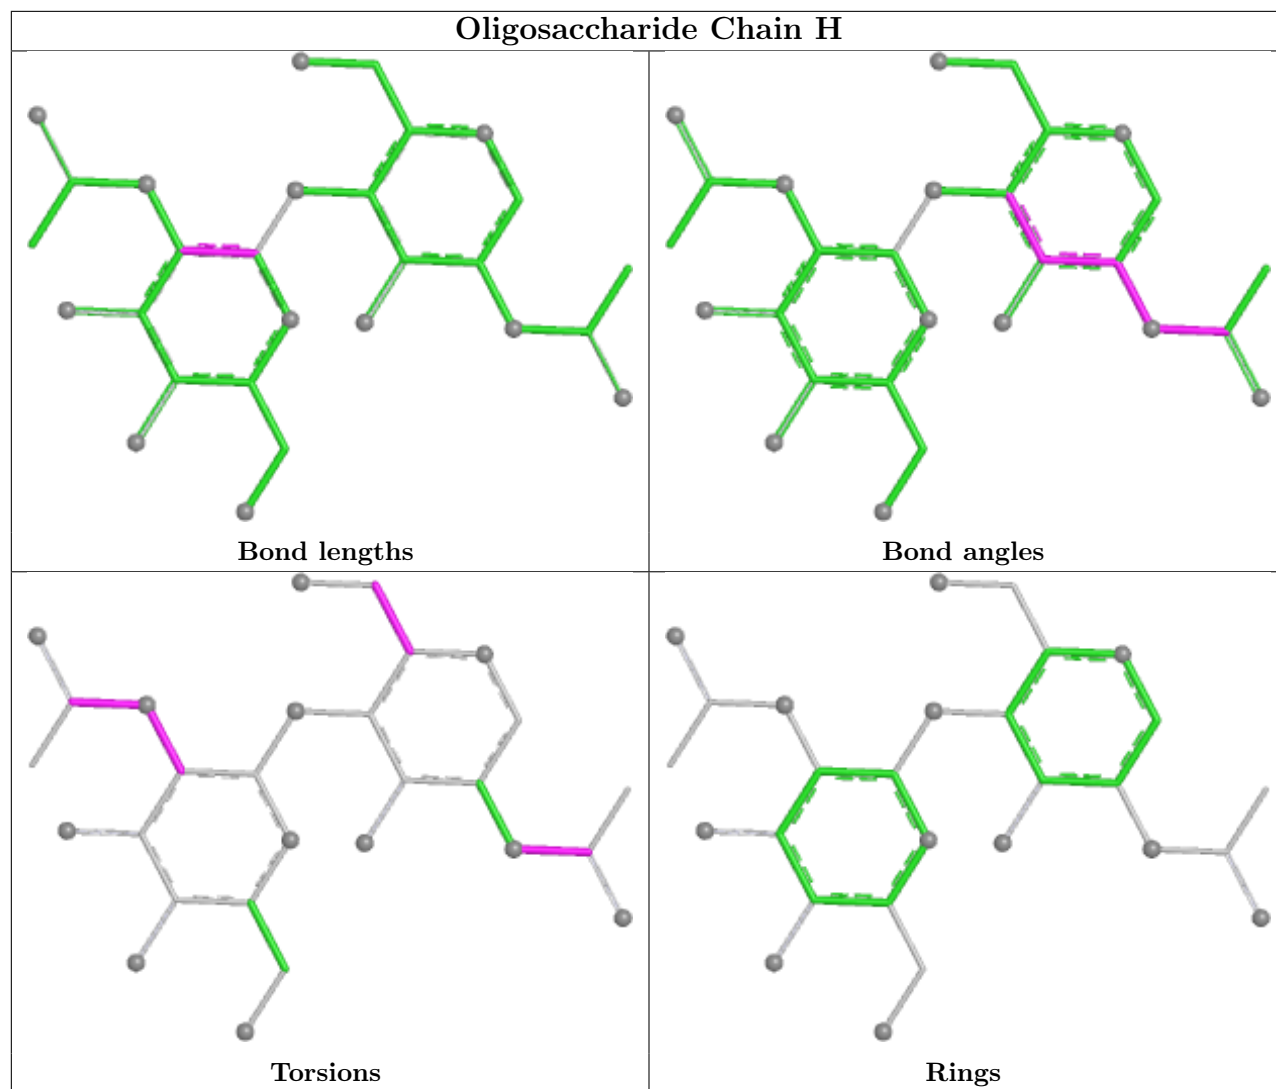 Oligosaccharide Chain H
Bond lengths
Bond angles
Torsions
Rings